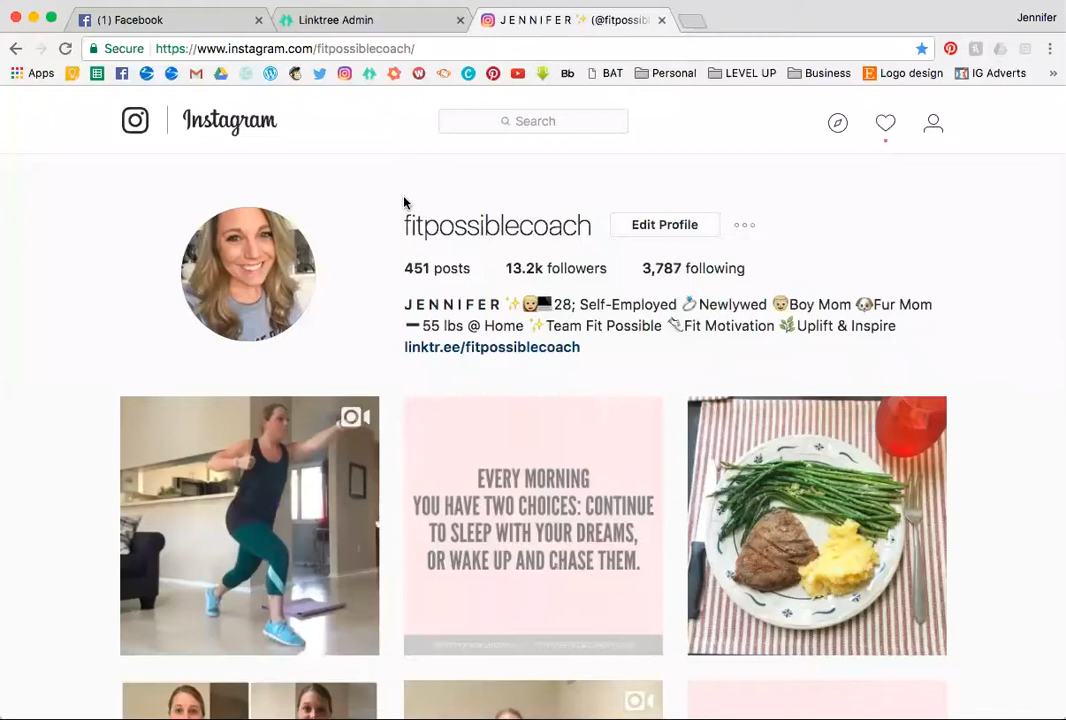 (1) Facebook
Linktree Admin
J E N N I F E R ✨ (@fitpossib
Jennifer
Secure
https://www.instagram.com/fitpossiblecoach/
Apps
Bb
BAT
Personal
LEVEL UP
Business
Logo design
IG Adverts
Instagram
Search
fitpossiblecoach
Edit Profile
451 posts 13.2k followers 3,787 following
J E N N I F E R ✨👱🏼‍♀️💻28; Self-Employed 💍Newlywed 👦🏼Boy Mom 🐶Fur Mom
➖55 lbs @ Home ✨Team Fit Possible 👟Fit Motivation 🌿Uplift & Inspire
linktr.ee/fitpossiblecoach
EVERY MORNING
YOU HAVE TWO CHOICES: CONTINUE
TO SLEEP WITH YOUR DREAMS,
OR WAKE UP AND CHASE THEM.